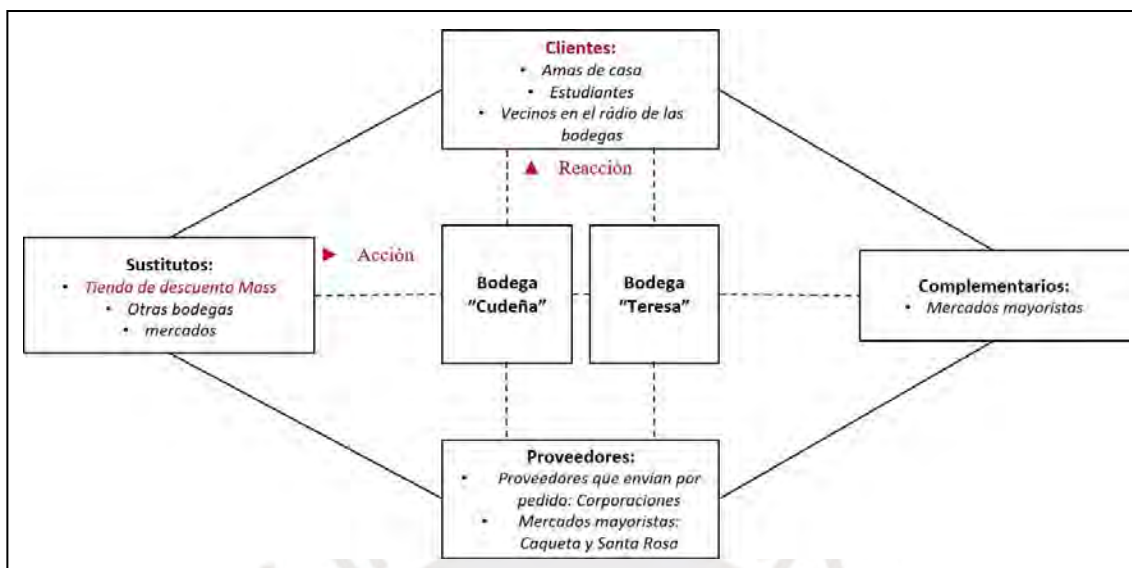 Clientes:
• Amas de casa
• Estudiantes
• Vecinos en el rádio de las
bodegas
▲ Reacción
► Acción
Sustitutos:
• Tienda de descuento Mass
• Otras bodegas
• mercados
Bodega
"Cudeña"
Bodega
"Teresa"
Complementarios:
• Mercados mayoristas
Proveedores:
• Proveedores que envian por
pedido: Corporaciones
• Mercados mayoristas:
Caqueta y Santa Rosa